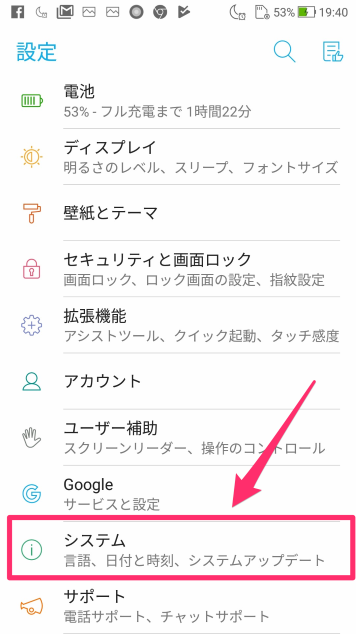 53% 19:40
設定
電池
53% - フル充電まで 1時間22分
ディスプレイ
明るさのレベル、スリープ、フォントサイズ
壁紙とテーマ
セキュリティと画面ロック
画面ロック、ロック画面の設定、指紋設定
拡張機能
アシストツール、クイック起動、タッチ感度
アカウント
ユーザー補助
スクリーンリーダー、操作のコントロール
Google
サービスと設定
システム
言語、日付と時刻、システムアップデート
サポート
電話サポート、チャットサポート